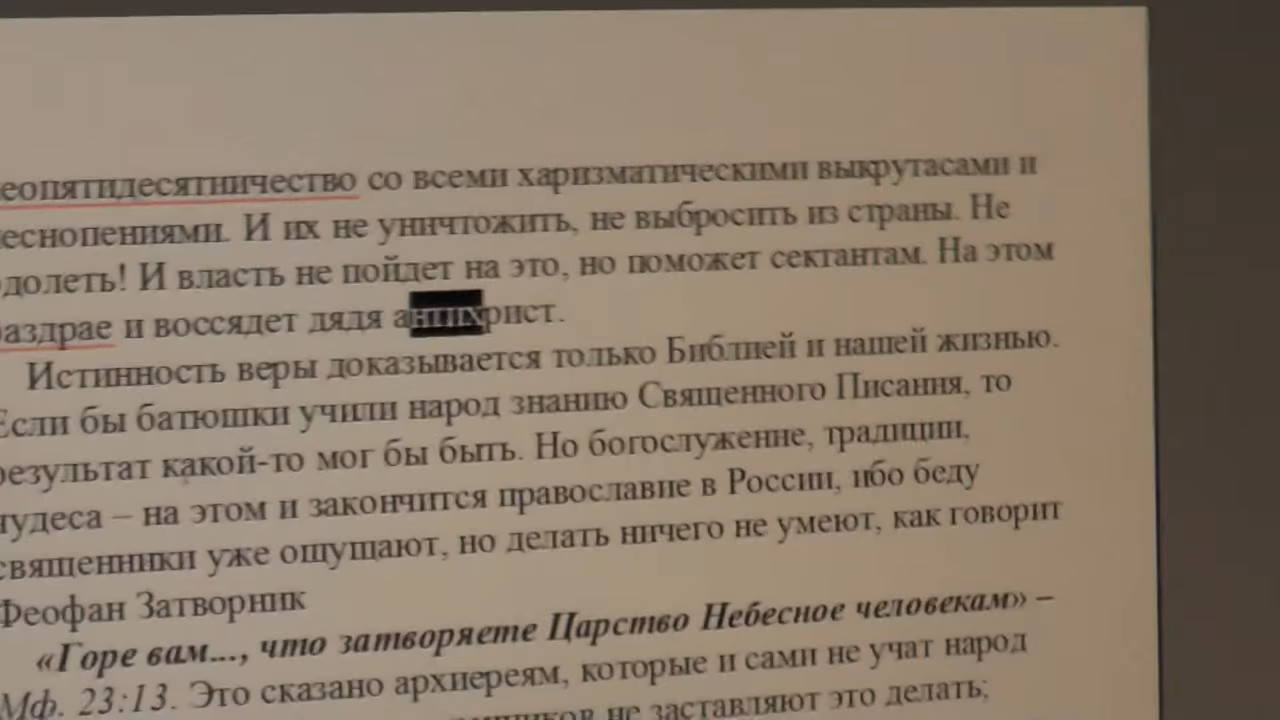 еопятидесятничество со всеми харизматическими выкрутасами и
песнопениями. И их не уничтожить, не выбросить из страны. Не
одолеть! И власть не пойдет на это, но поможет сектантам. На этом
раздрае и воссядет дядя антихрист.
Истинность веры доказывается только Библией и нашей жизнью.
Если бы батюшки учили народ знанию Священного Писания, то
результат какой-то мог бы быть. Но богослужение, традиции,
чудеса – на этом и закончится православие в России, ибо беду
священники уже ощущают, но делать ничего не умеют, как говорит
Феофан Затворник
«Горе вам..., что затворяете Царство Небесное человекам» –
Мф. 23:13. Это сказано архиереям, которые и сами не учат народ
не заставляют это делать;